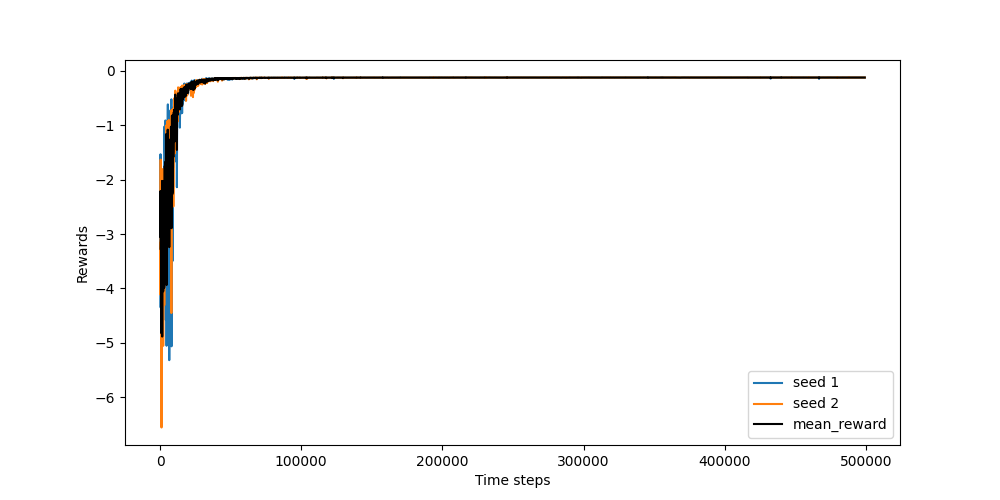 0
−1
−2
−3
−4
−5
−6
Rewards
0
100000
200000
300000
400000
500000
Time steps
seed 1
seed 2
mean_reward